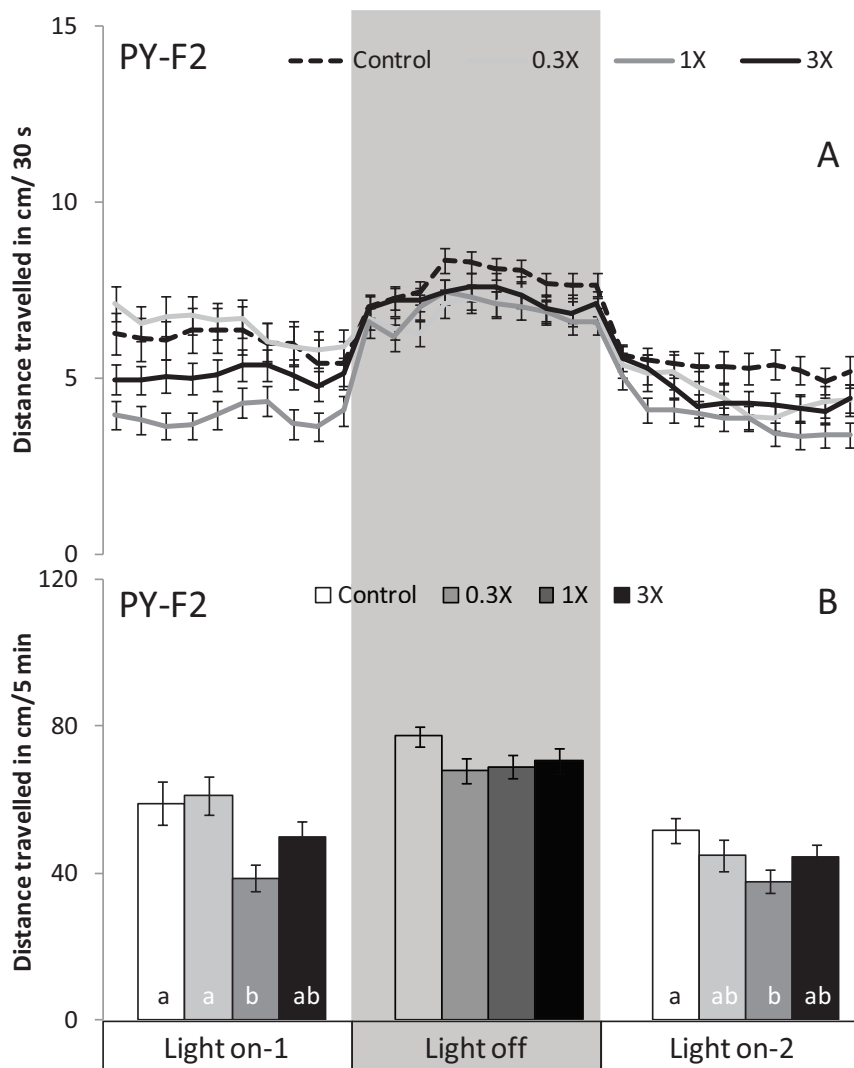 15
PY-F2
Control 0.3X 1X 3X
A
10
5
0
Distance travelled in cm/ 30 s
120
PY-F2
Control 0.3X 1X 3X
B
80
40
0
Distance travelled in cm/5 min
a a b ab
a ab b ab
Light on-1 Light off Light on-2